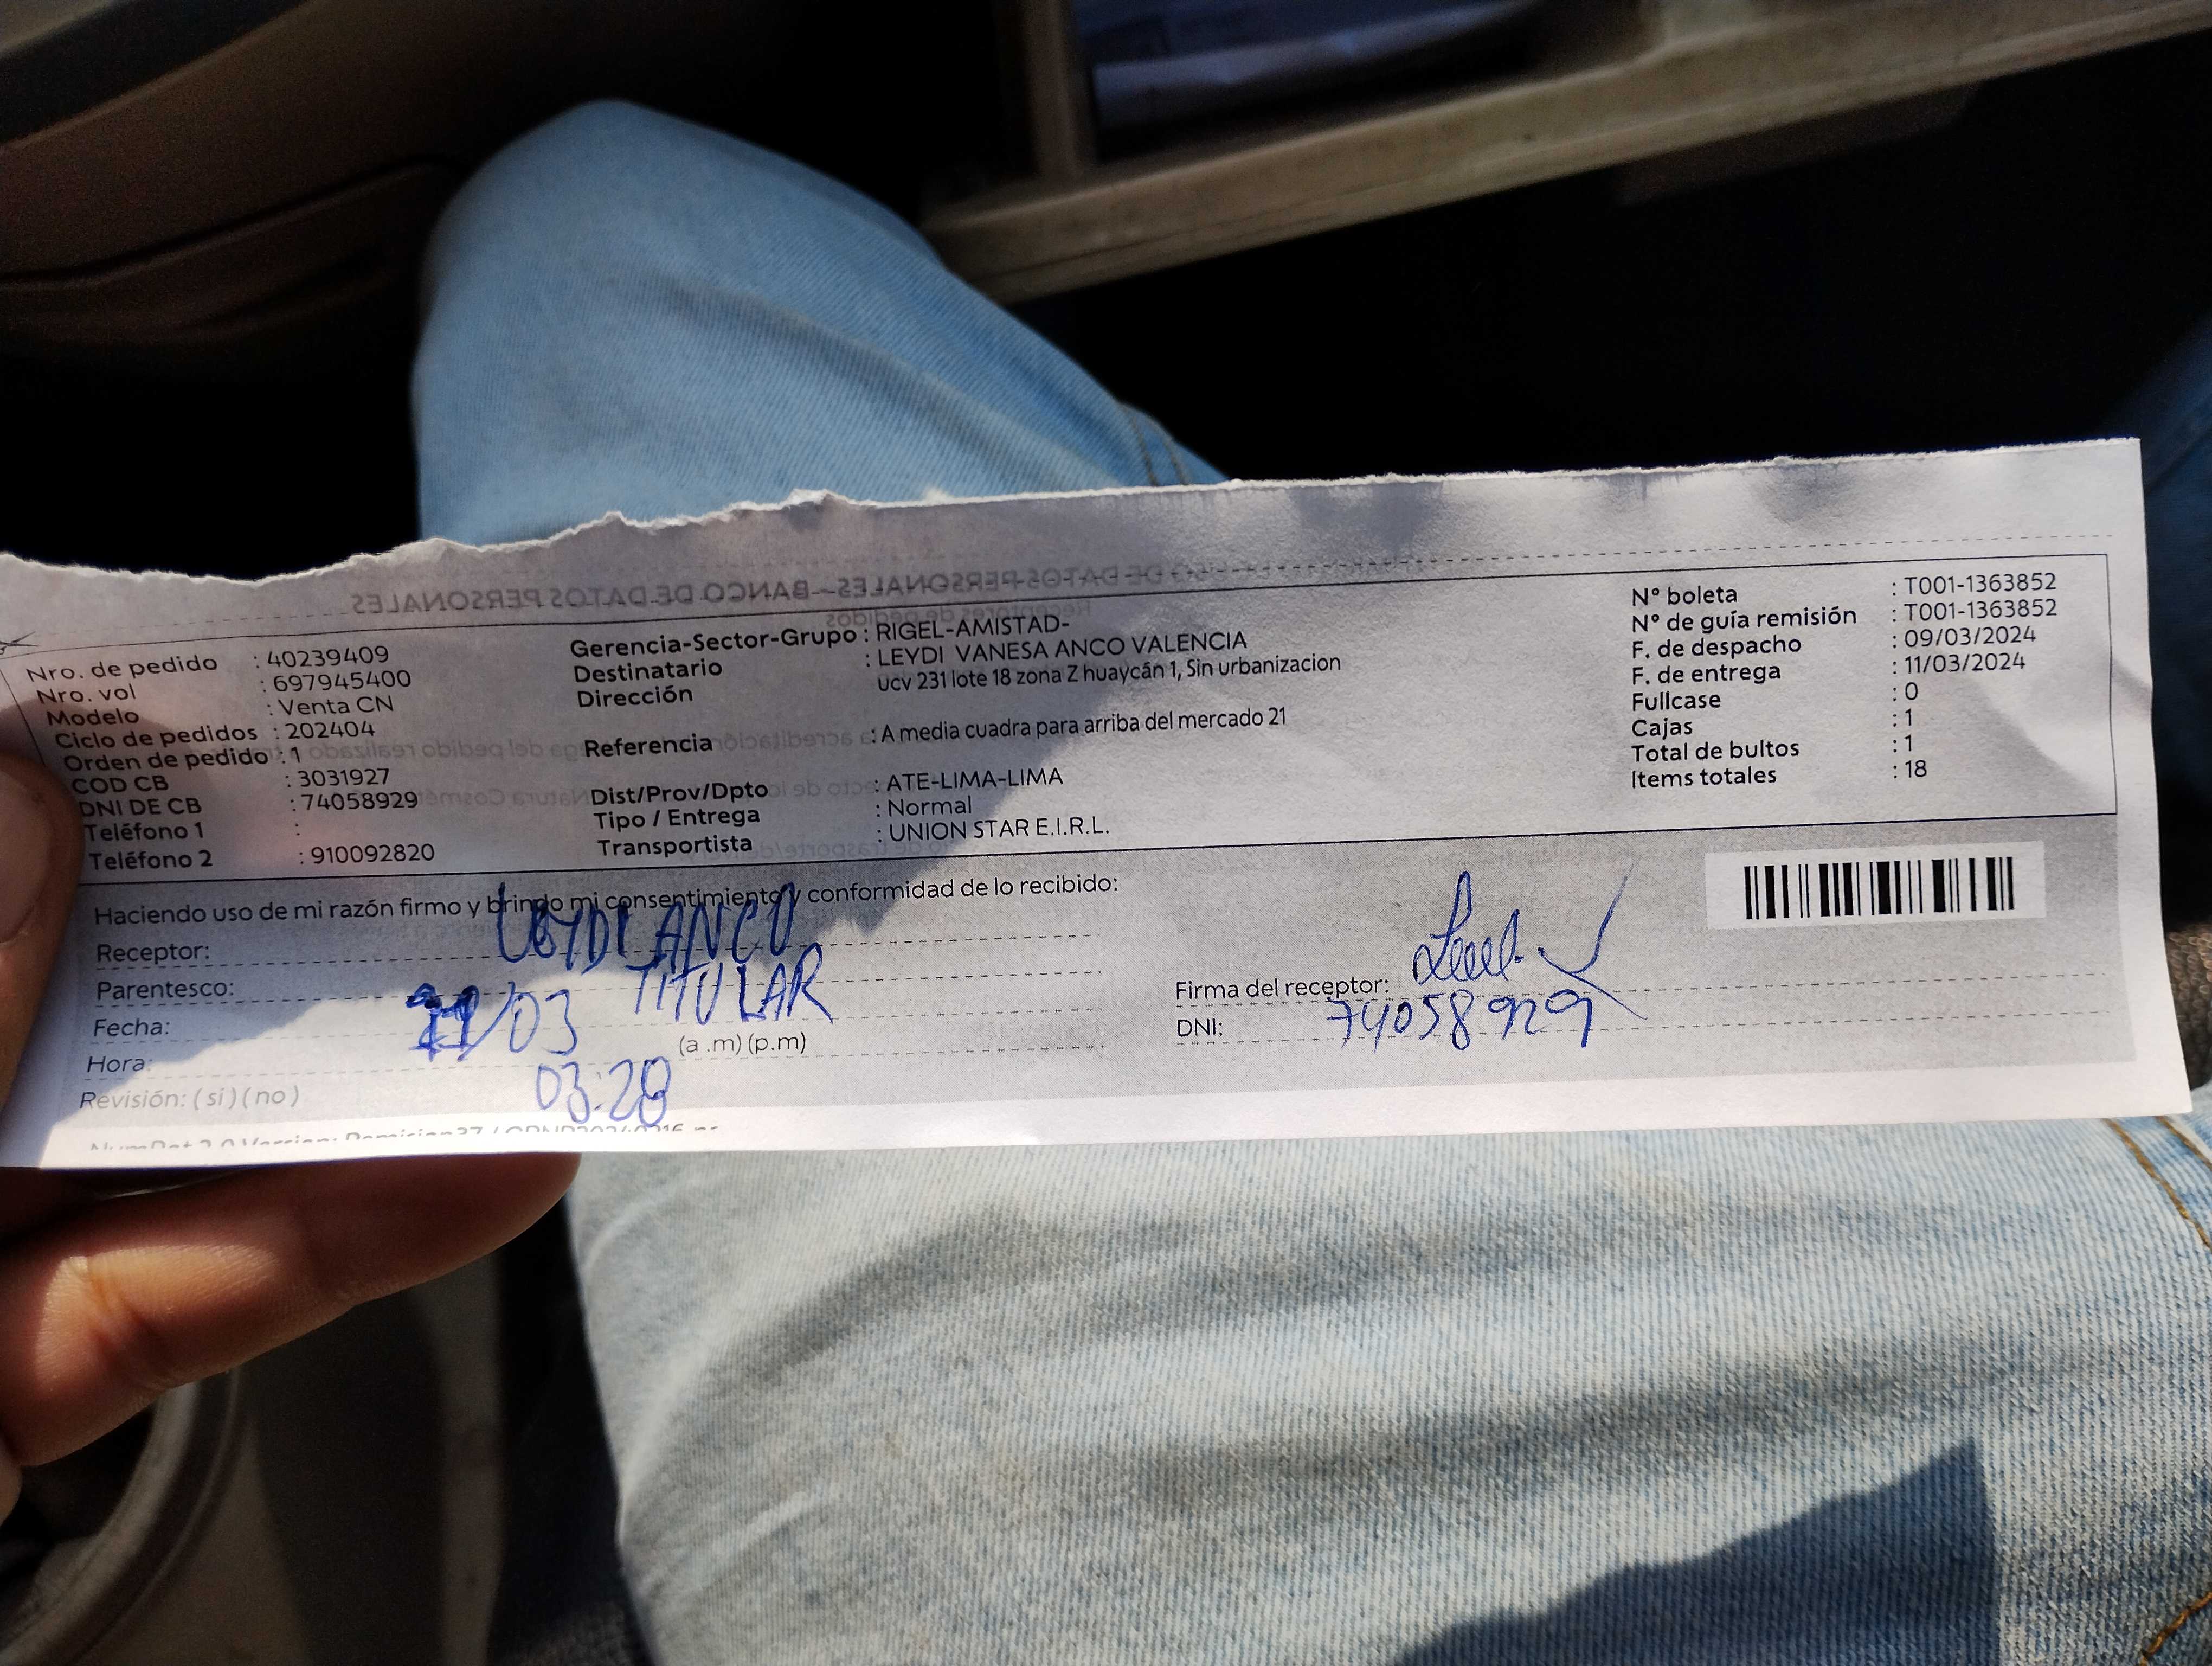 Nro. de pedido : 40239409
Nro. vol : 697945400
Modelo : Venta CN
Ciclo de pedidos : 202404
Orden de pedido : 1
COD CB : 3031927
DNI DE CB : 74058929
Teléfono 1 :
Teléfono 2 : 910092820
Gerencia-Sector-Grupo : RIGEL-AMISTAD-
Destinatario : LEYDI VANESA ANCO VALENCIA
Dirección ucv 231 lote 18 zona Z huaycán 1, Sin urbanizacion
Referencia : A media cuadra para arriba del mercado 21
Dist/Prov/Dpto : ATE-LIMA-LIMA
Tipo / Entrega : Normal
Transportista : UNION STAR E.I.R.L.
N° boleta : T001-1363852
N° de guía remisión : T001-1363852
F. de despacho : 09/03/2024
F. de entrega : 11/03/2024
Fullcase : 0
Cajas : 1
Total de bultos : 1
Items totales : 18
Haciendo uso de mi razón firmo y brindo mi consentimiento y conformidad de lo recibido:
Receptor: LEYDI ANCO
Parentesco: TITULAR
Fecha: 11/03
Hora: 03:28 (a .m) (p.m)
Revisión: ( si ) ( no )
Firma del receptor:
DNI: 74058929